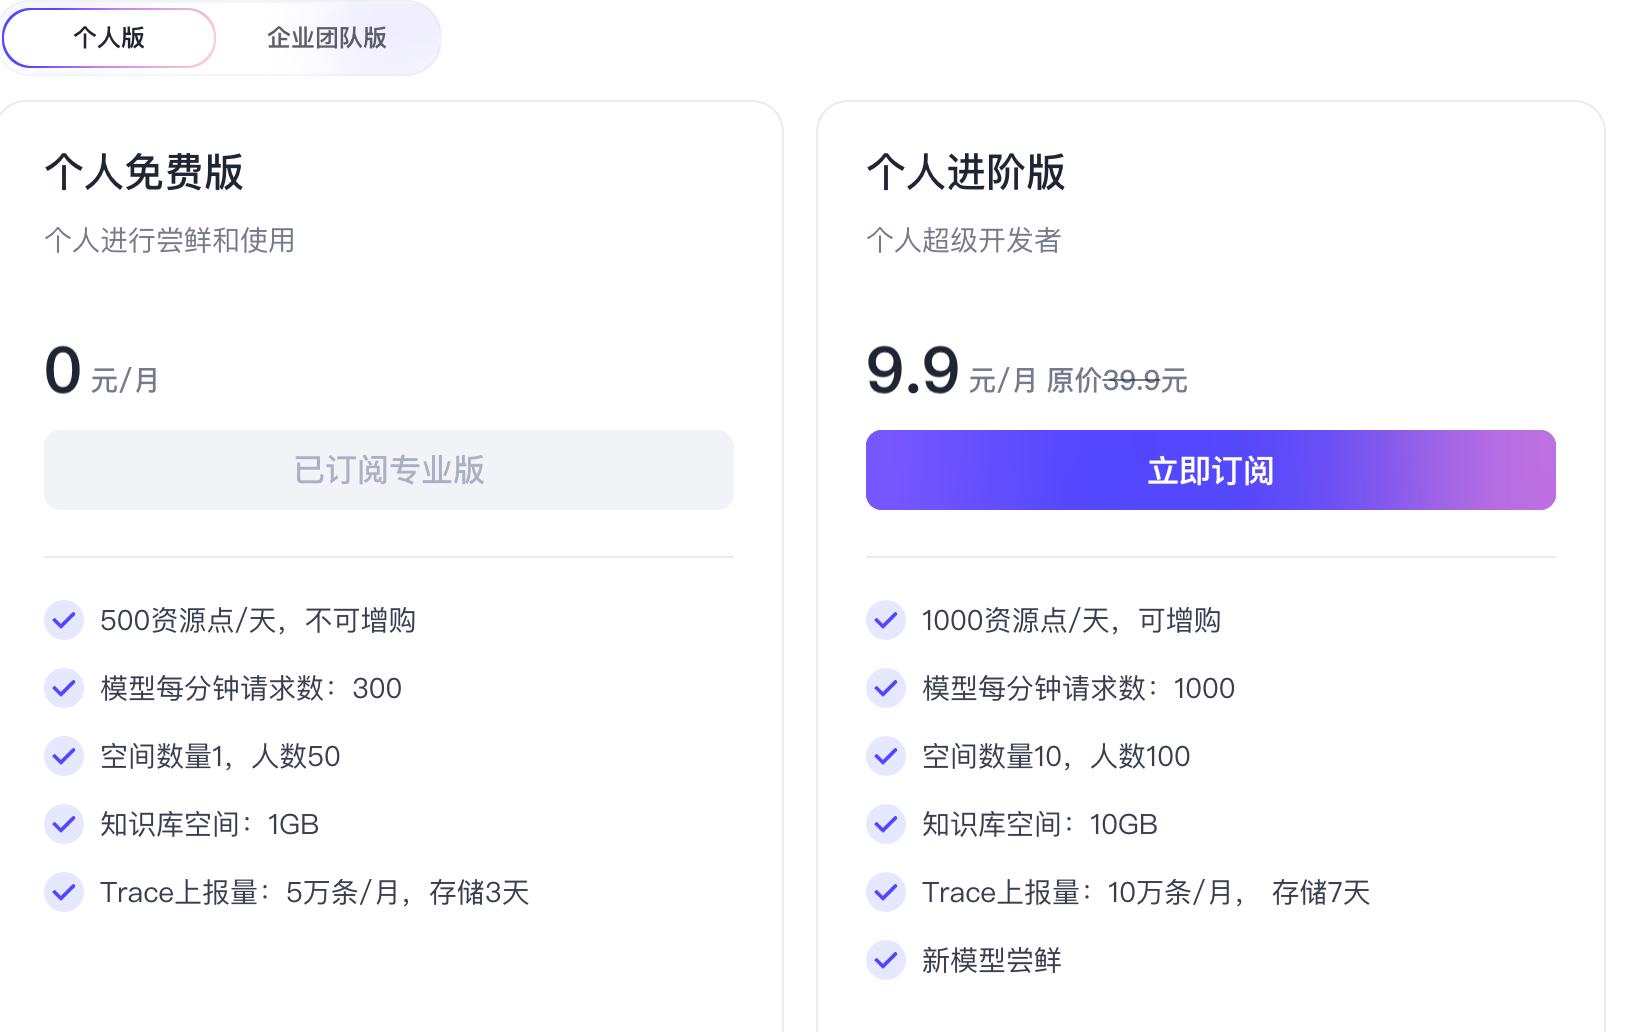 个人版
企业团队版
个人免费版
个人进行尝鲜和使用
0 元/月
已订阅专业版
500资源点/天，不可增购
模型每分钟请求数：300
空间数量1，人数50
知识库空间：1GB
Trace上报量：5万条/月，存储3天
个人进阶版
个人超级开发者
9.9 元/月 原价39.9元
立即订阅
1000资源点/天，可增购
模型每分钟请求数：1000
空间数量10，人数100
知识库空间：10GB
Trace上报量：10万条/月， 存储7天
新模型尝鲜